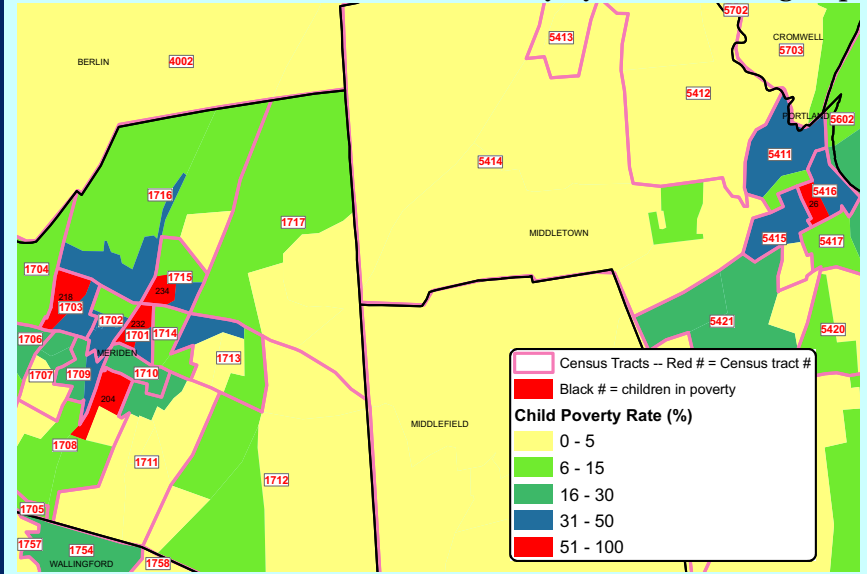 5702
5413
CROMWELL
5703
BERLIN
4002
5412
PORTLAND
5602
5411
5414
5416
1716
26
1717
MIDDLETOWN
5415
5417
1704
1715
234
218
1703
1702
232
5421
1701
1714
5420
1706
MERIDEN
1713
1707
1709
1710
204
MIDDLEFIELD
1708
1711
1712
1705
1757
1754
1758
WALLINGFORD
Census Tracts -- Red # = Census tract #
Black # = children in poverty
Child Poverty Rate (%)
0 - 5
6 - 15
16 - 30
31 - 50
51 - 100